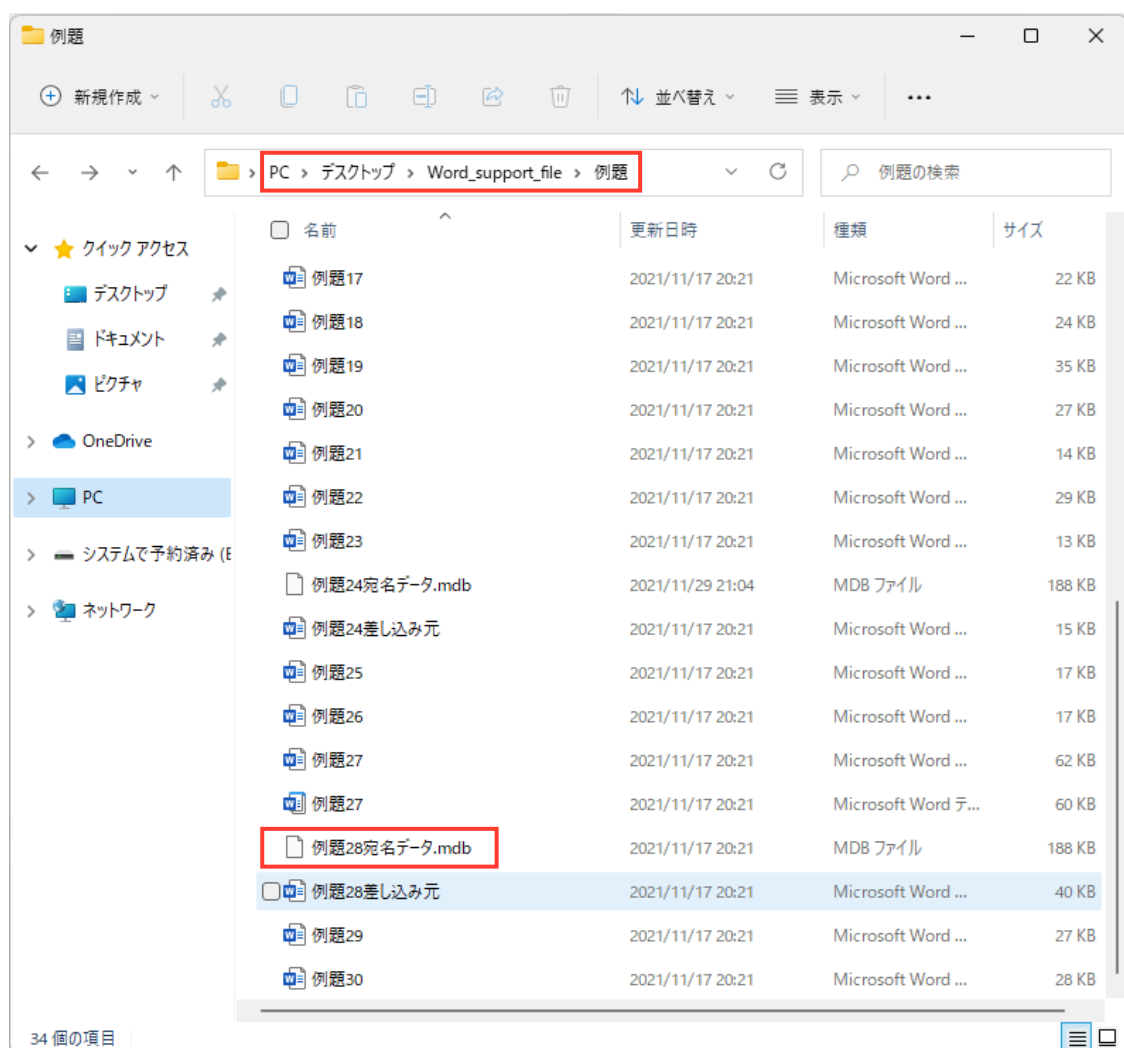 例題
新規作成 並べ替え 表示 ...
PC > デスクトップ > Word_support_file > 例題 例題の検索
名前 更新日時 種類 サイズ
クイック アクセス
デスクトップ
ドキュメント
ピクチャ
OneDrive
PC
システムで予約済み (E
ネットワーク
例題17 2021/11/17 20:21 Microsoft Word ... 22 KB
例題18 2021/11/17 20:21 Microsoft Word ... 24 KB
例題19 2021/11/17 20:21 Microsoft Word ... 35 KB
例題20 2021/11/17 20:21 Microsoft Word ... 27 KB
例題21 2021/11/17 20:21 Microsoft Word ... 14 KB
例題22 2021/11/17 20:21 Microsoft Word ... 29 KB
例題23 2021/11/17 20:21 Microsoft Word ... 13 KB
例題24宛名データ.mdb 2021/11/29 21:04 MDB ファイル 188 KB
例題24差し込み元 2021/11/17 20:21 Microsoft Word ... 15 KB
例題25 2021/11/17 20:21 Microsoft Word ... 17 KB
例題26 2021/11/17 20:21 Microsoft Word ... 17 KB
例題27 2021/11/17 20:21 Microsoft Word ... 62 KB
例題27 2021/11/17 20:21 Microsoft Word テ... 60 KB
例題28宛名データ.mdb 2021/11/17 20:21 MDB ファイル 188 KB
例題28差し込み元 2021/11/17 20:21 Microsoft Word ... 40 KB
例題29 2021/11/17 20:21 Microsoft Word ... 27 KB
例題30 2021/11/17 20:21 Microsoft Word ... 28 KB
34 個の項目